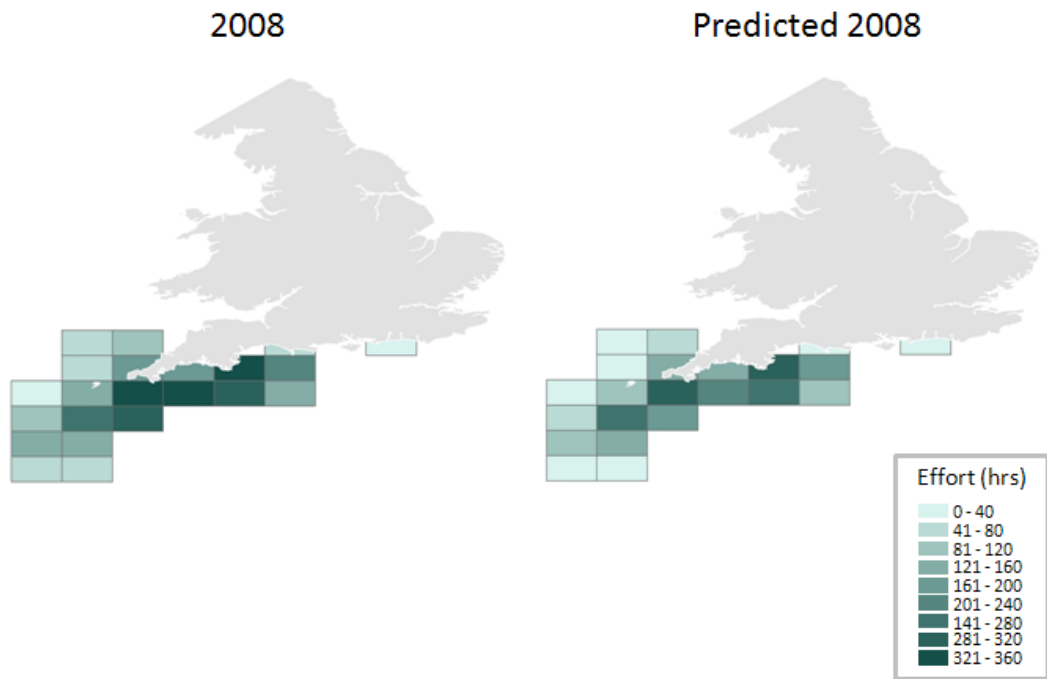 2008
Predicted 2008
Effort (hrs)
0 - 40
41 - 80
81 - 120
121 - 160
161 - 200
201 - 240
141 - 280
281 - 320
321 - 360